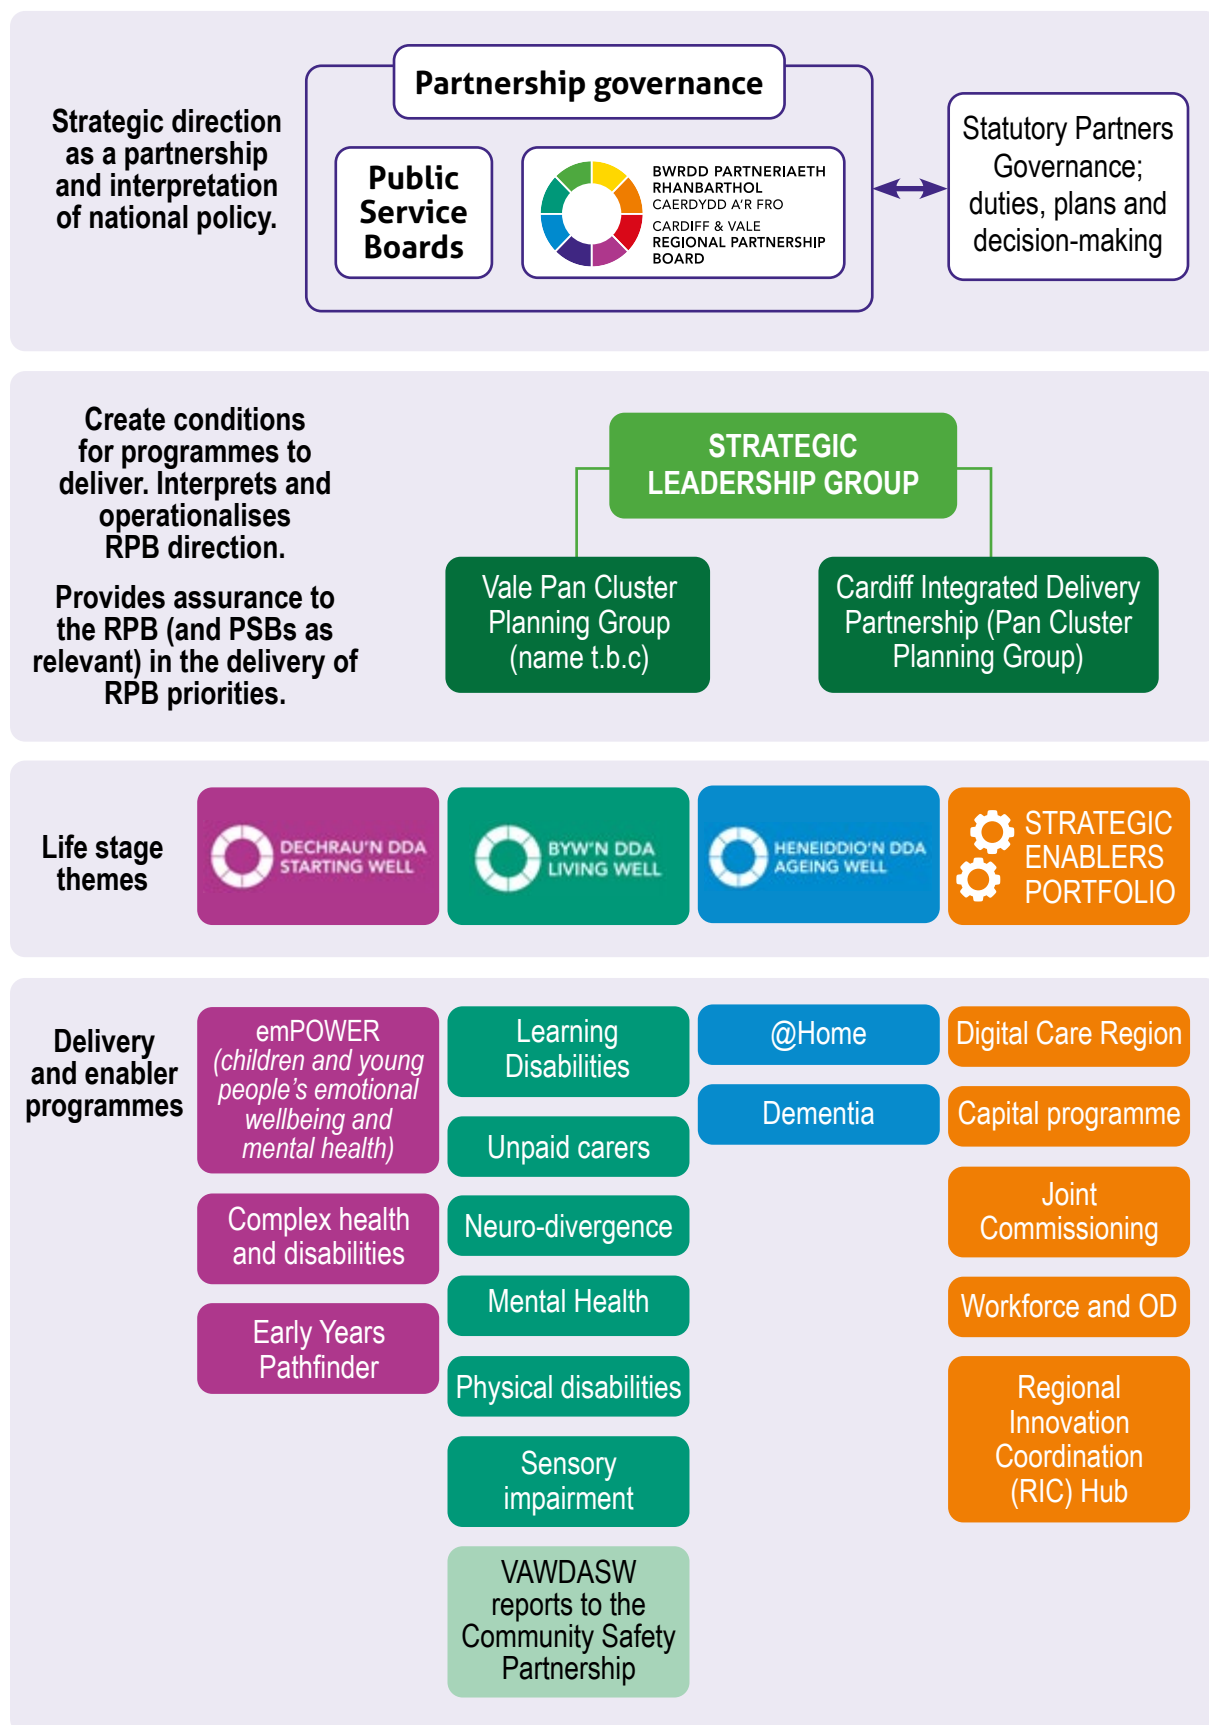 Partnership governance
Strategic direction
as a partnership
and interpretation
of national policy.
Public
Service
Boards
BWRDD PARTNERIAETH
RHANBARTHOL
CAERDYDD A'R FRO
CARDIFF & VALE
REGIONAL PARTNERSHIP
BOARD
Statutory Partners
Governance;
duties, plans and
decision-making
Create conditions
for programmes to
deliver. Interprets and
operationalises
RPB direction.
Provides assurance to
the RPB (and PSBs as
relevant) in the delivery of
RPB priorities.
STRATEGIC
LEADERSHIP GROUP
Vale Pan Cluster
Planning Group
(name t.b.c)
Cardiff Integrated Delivery
Partnership (Pan Cluster
Planning Group)
Life stage
themes
DECHRAU'N DDA
STARTING WELL
BYW'N DDA
LIVING WELL
HENEIDDIO'N DDA
AGEING WELL
STRATEGIC
ENABLERS
PORTFOLIO
Delivery
and enabler
programmes
emPOWER
(children and young
people's emotional
wellbeing and
mental health)
Complex health
and disabilities
Early Years
Pathfinder
Learning
Disabilities
Unpaid carers
Neuro-divergence
Mental Health
Physical disabilities
Sensory
impairment
VAWDASW
reports to the
Community Safety
Partnership
@Home
Dementia
Digital Care Region
Capital programme
Joint
Commissioning
Workforce and OD
Regional
Innovation
Coordination
(RIC) Hub